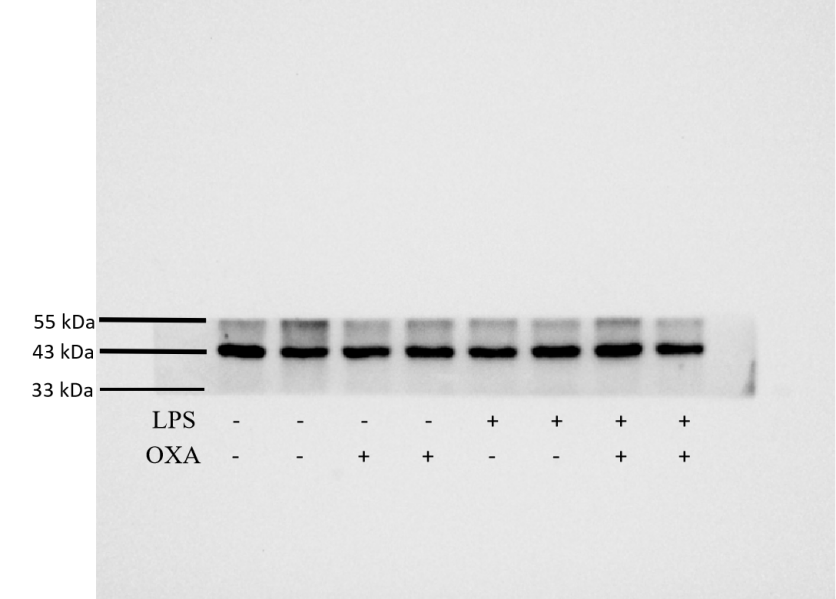 55 kDa
43 kDa
33 kDa
LPS - - - - + + + +
OXA - - + + - - + +